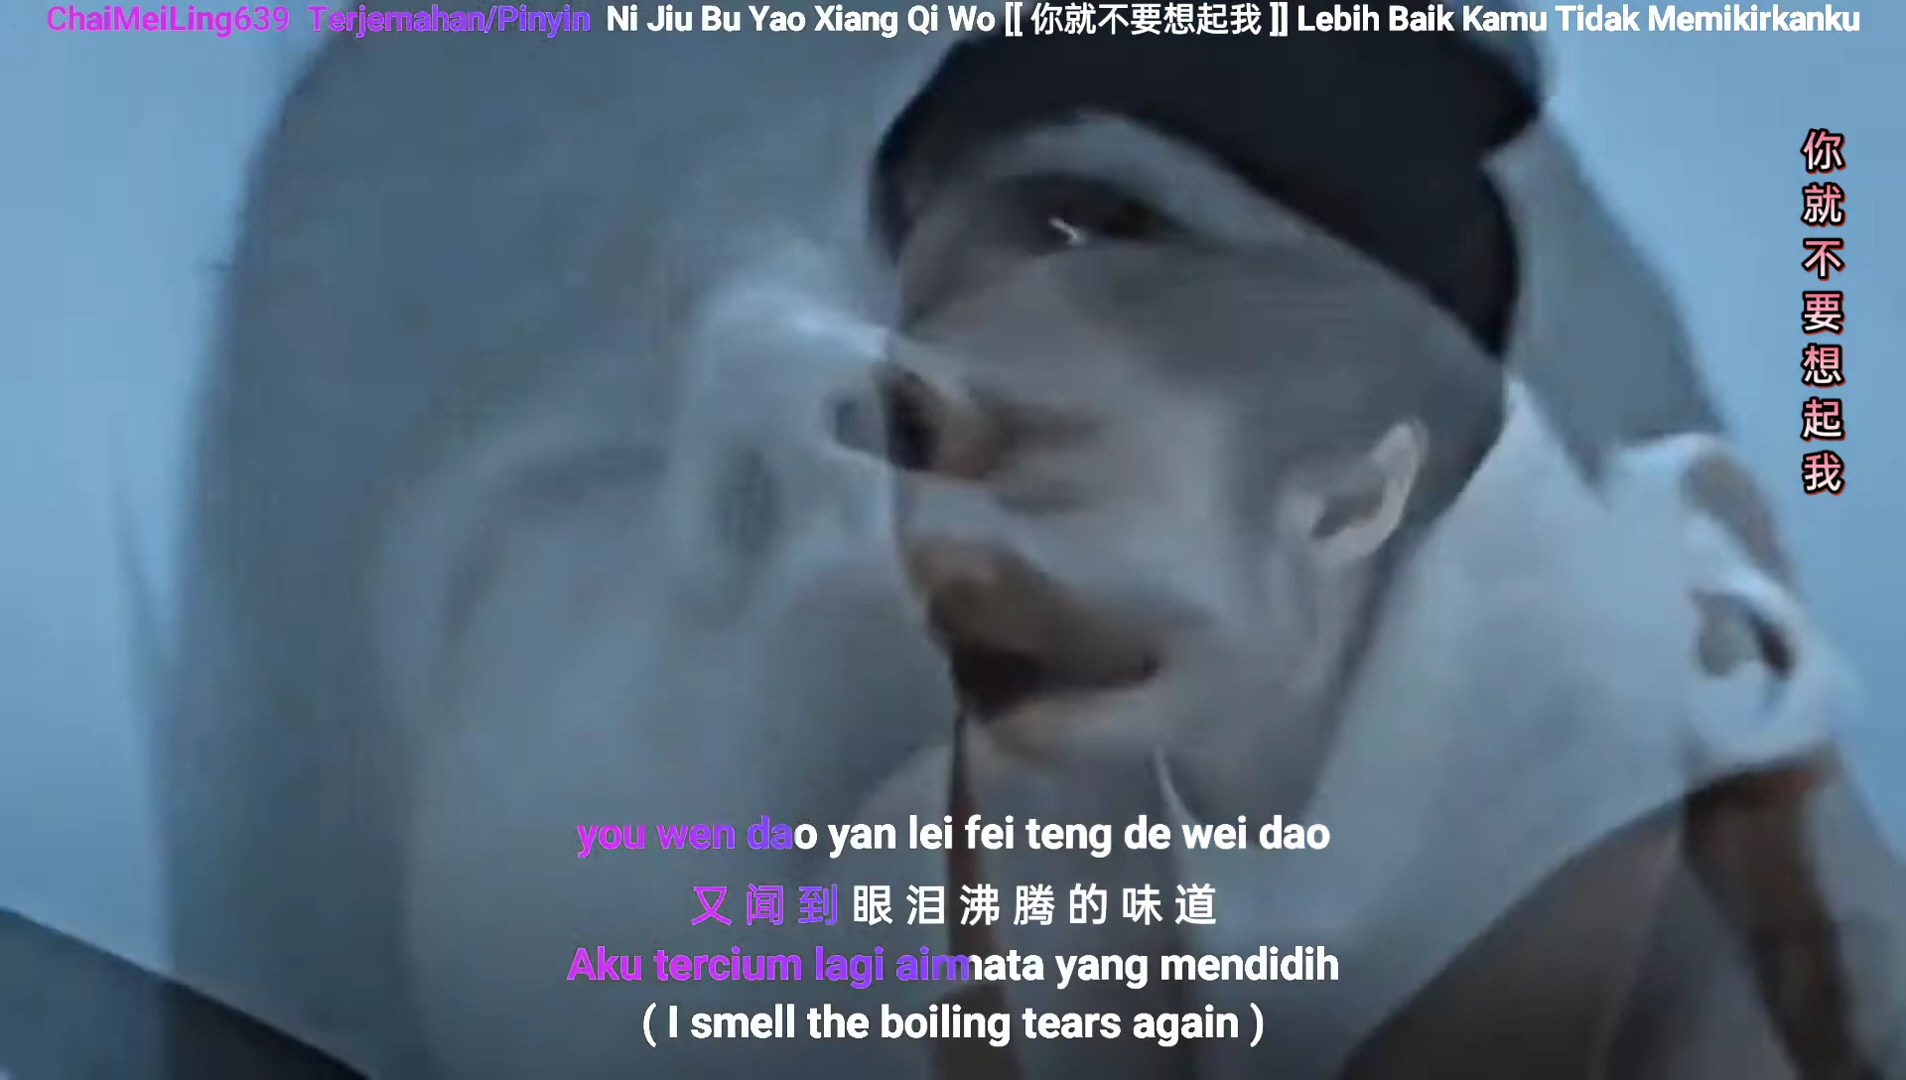 ChaiMeiLing639 Terjemahan/Pinyin Ni Jiu Bu Yao Xiang Qi Wo [[ 你就不要想起我 ]] Lebih Baik Kamu Tidak Memikirkanku
你就不要想起我
you wen dao yan lei fei teng de wei dao
又闻到眼泪沸腾的味道
Aku tercium lagi airmata yang mendidih
( I smell the boiling tears again )